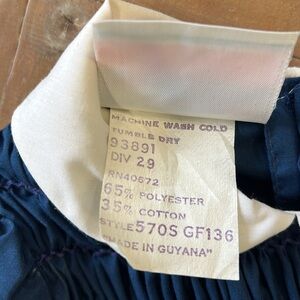 MACHINE WASH COLD
TUMBLE DRY
93891
DIV 29
RN40572
65% POLYESTER
35% COTTON
STYLE 570S GF136
"MADE IN GUYANA"